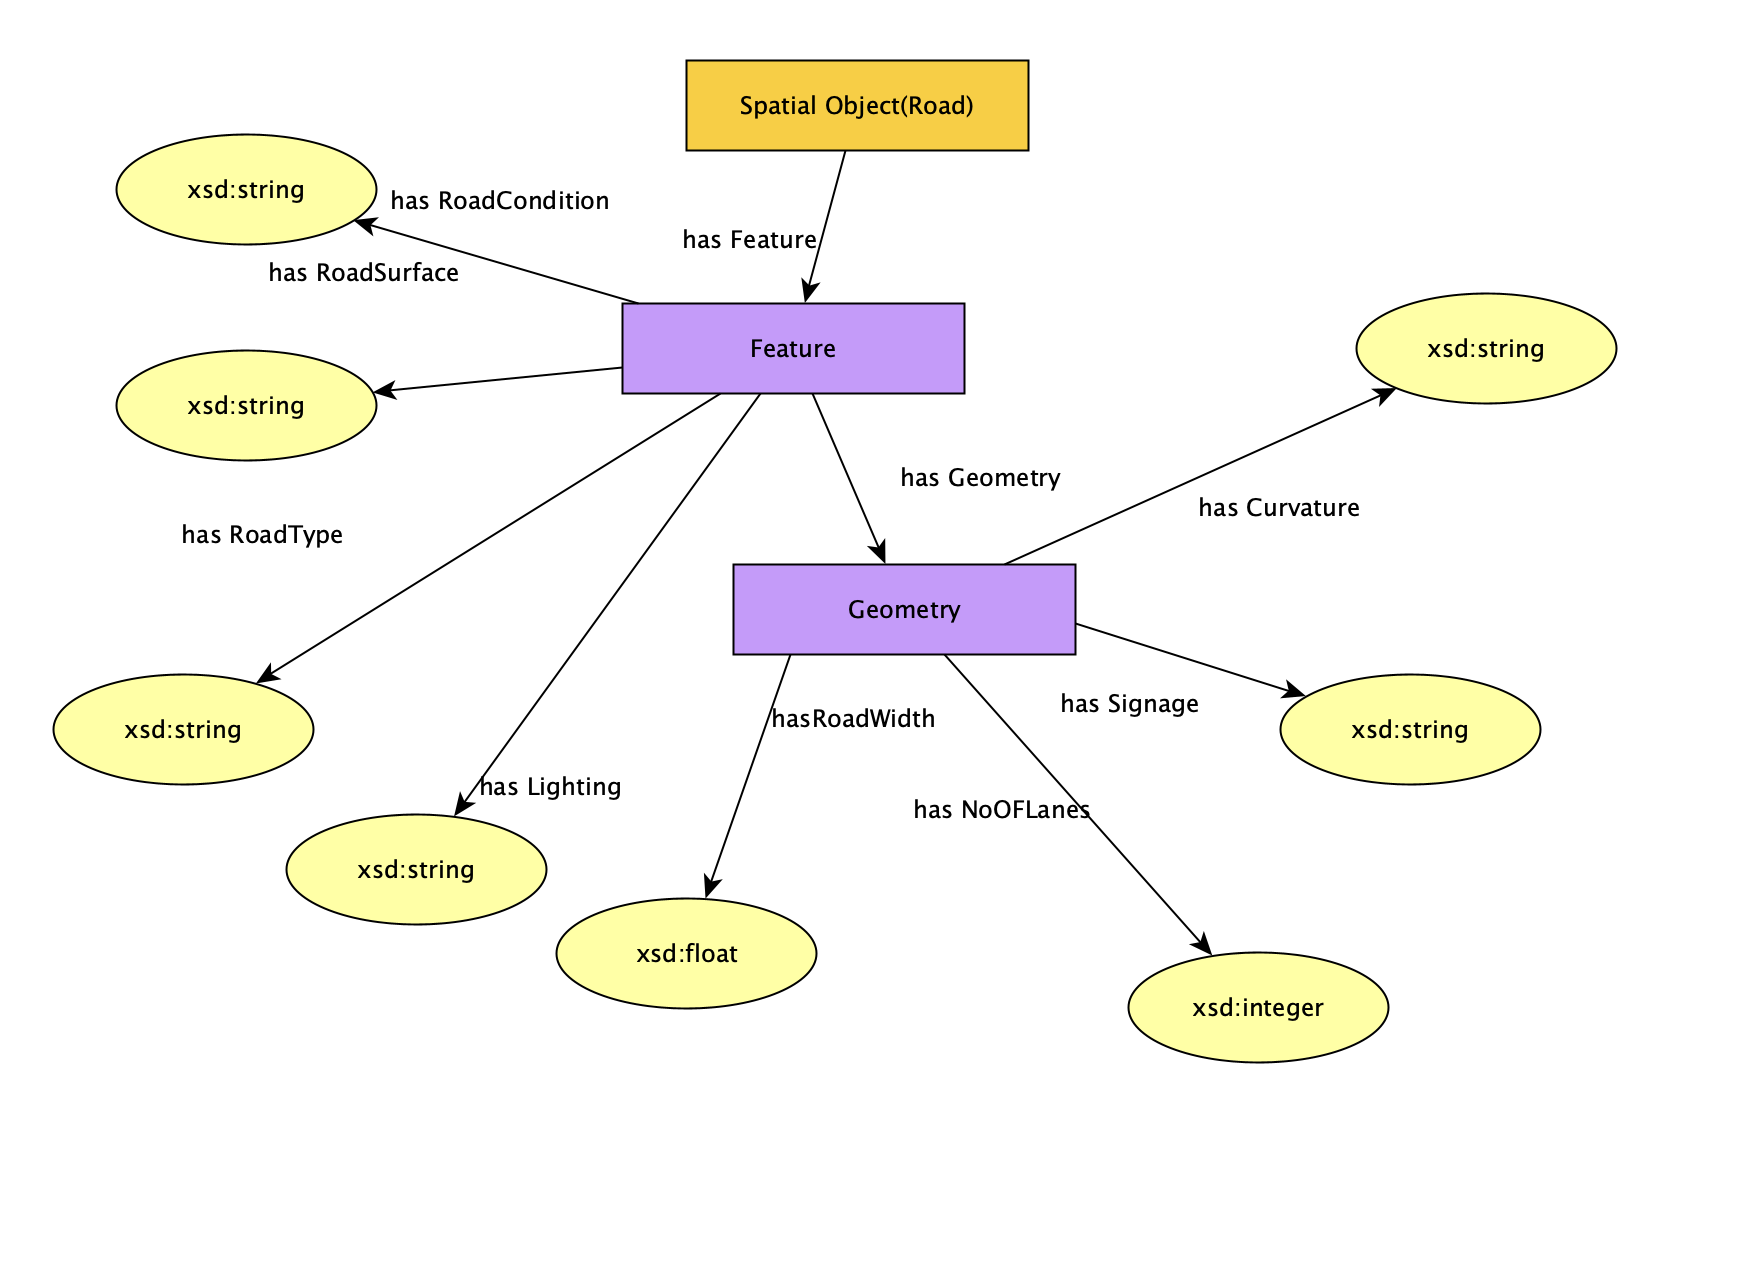 Spatial Object(Road)
xsd:string
has RoadCondition
has Feature
has RoadSurface
Feature
xsd:string
xsd:string
has Geometry
has Curvature
has RoadType
Geometry
has Signage
hasRoadWidth
xsd:string
xsd:string
has Lighting
has NoOFLanes
xsd:string
xsd:float
xsd:integer